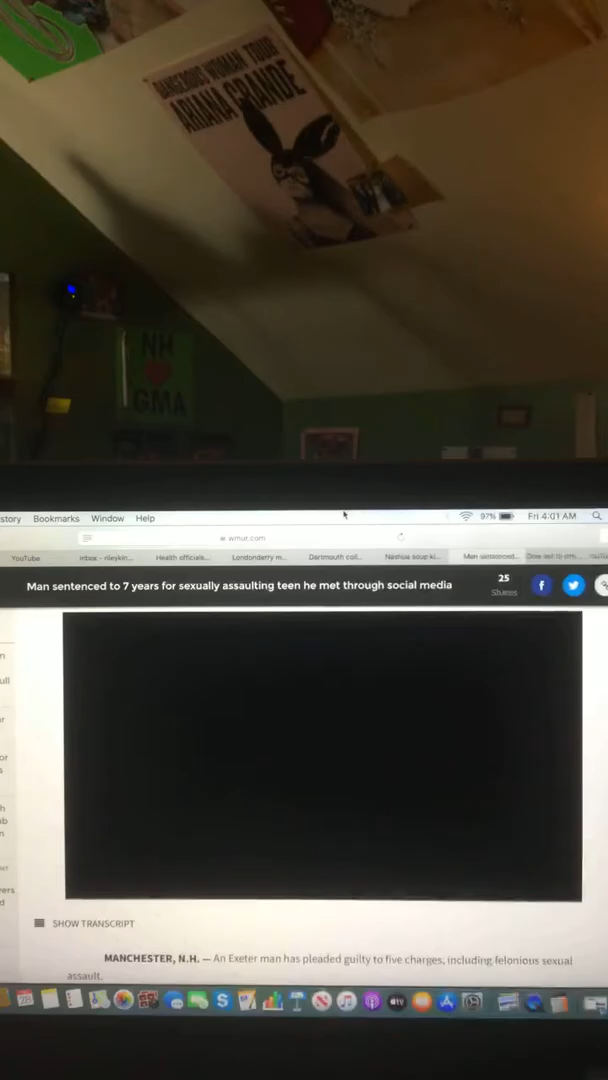 DANGEROUS WOMAN TOUR
ARIANA GRANDE
NH
GMA
story Bookmarks Window Help 97% Fri 4:01 AM
wmur.com
YouTube Inbox - rileykin... Health officials... Londonderry m... Dartmouth coll... Nashua soup ki... Man sentenced...
Man sentenced to 7 years for sexually assaulting teen he met through social media
25
Shares
SHOW TRANSCRIPT
MANCHESTER, N.H. — An Exeter man has pleaded guilty to five charges, including felonious sexual
assault.